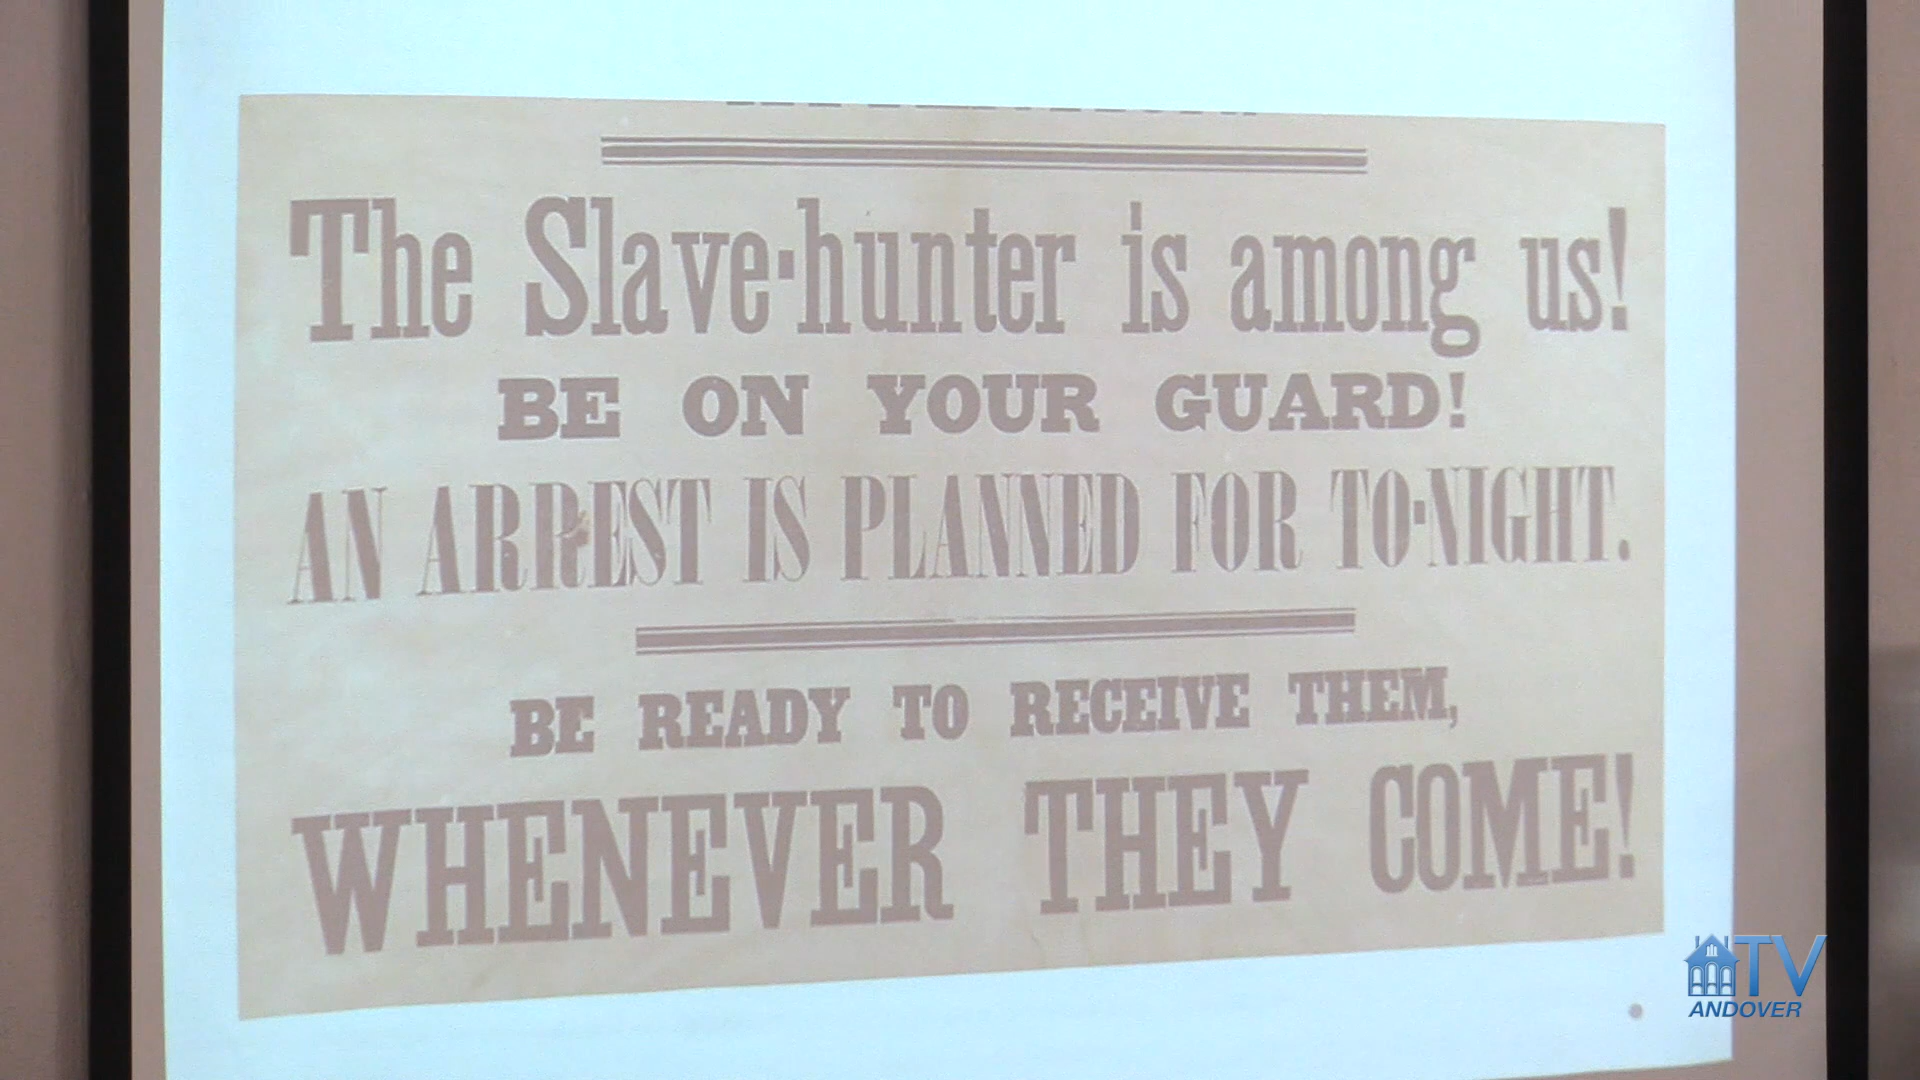 The Slave-hunter is among us!
BE ON YOUR GUARD!
AN ARREST IS PLANNED FOR TO-NIGHT.
BE READY TO RECEIVE THEM,
WHENEVER THEY COME!
TV
ANDOVER